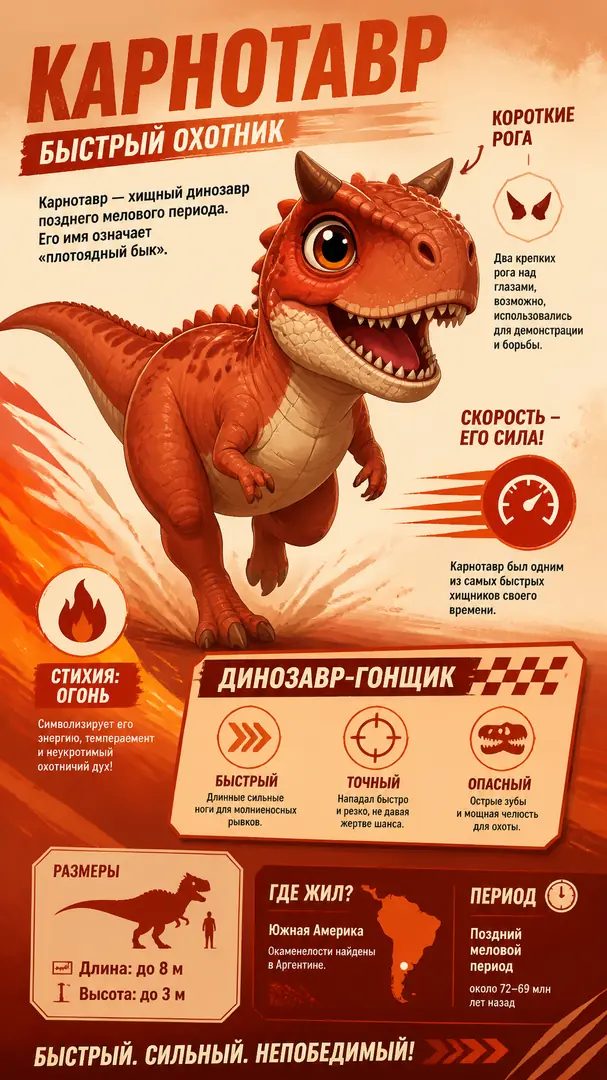 КАРНОТАВР
БЫСТРЫЙ ОХОТНИК
Карнотавр — хищный динозавр
позднего мелового периода.
Его имя означает
«плотоядный бык».
КОРОТКИЕ
РОГА
Два крепких
рога над
глазами,
возможно,
использовались
для демонстрации
и борьбы.
СКОРОСТЬ –
ЕГО СИЛА!
Карнотавр был одним
из самых быстрых
хищников своего
времени.
СТИХИЯ:
ОГОНЬ
Символизирует его
энергию, темпераемент
и неукротимый
охотничий дух!
ДИНОЗАВР-ГОНЩИК
БЫСТРЫЙ
Длинные сильные
ноги для молниеносных
рывков.
ТОЧНЫЙ
Нападал быстро
и резко, не давая
жертве шанса.
ОПАСНЫЙ
Острые зубы
и мощная челюсть
для охоты.
РАЗМЕРЫ
Длина: до 8 м
Высота: до 3 м
ГДЕ ЖИЛ?
Южная Америка
Окаменелости найдены
в Аргентине.
ПЕРИОД
Поздний
меловой
период
около 72–69 млн
лет назад
БЫСТРЫЙ. СИЛЬНЫЙ. НЕПОБЕДИМЫЙ!